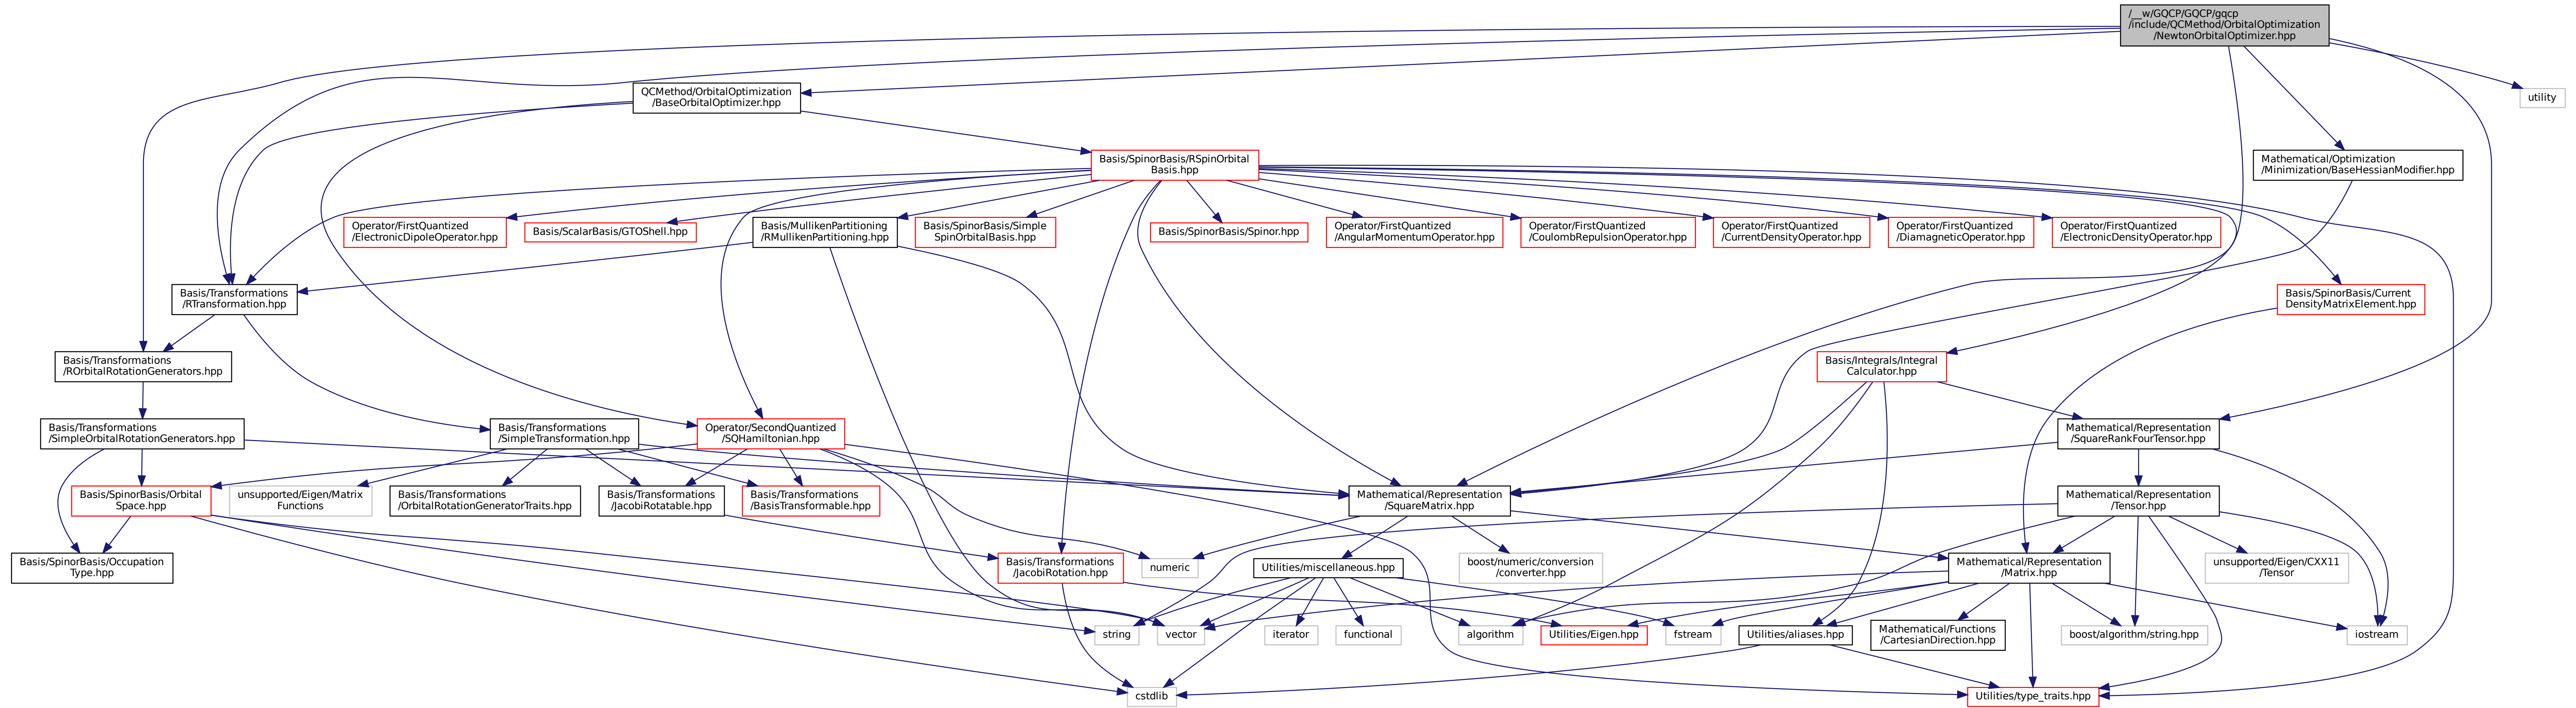 /__w/GQCP/GQCP/gqcp
/include/QCMethod/OrbitalOptimization
/NewtonOrbitalOptimizer.hpp
QCMethod/OrbitalOptimization
/BaseOrbitalOptimizer.hpp
utility
Basis/SpinorBasis/RSpinOrbital
Basis.hpp
Mathematical/Optimization
/Minimization/BaseHessianModifier.hpp
Operator/FirstQuantized
/ElectronicDipoleOperator.hpp
Basis/ScalarBasis/GTOShell.hpp
Basis/MullikenPartitioning
/RMullikenPartitioning.hpp
Basis/SpinorBasis/Simple
SpinOrbitalBasis.hpp
Basis/SpinorBasis/Spinor.hpp
Operator/FirstQuantized
/AngularMomentumOperator.hpp
Operator/FirstQuantized
/CoulombRepulsionOperator.hpp
Operator/FirstQuantized
/CurrentDensityOperator.hpp
Operator/FirstQuantized
/DiamagneticOperator.hpp
Operator/FirstQuantized
/ElectronicDensityOperator.hpp
Basis/Transformations
/RTransformation.hpp
Basis/SpinorBasis/Current
DensityMatrixElement.hpp
Basis/Transformations
/ROrbitalRotationGenerators.hpp
Basis/Integrals/Integral
Calculator.hpp
Basis/Transformations
/SimpleOrbitalRotationGenerators.hpp
Basis/Transformations
/SimpleTransformation.hpp
Operator/SecondQuantized
/SQHamiltonian.hpp
Mathematical/Representation
/SquareRankFourTensor.hpp
Basis/SpinorBasis/Orbital
Space.hpp
unsupported/Eigen/Matrix
Functions
Basis/Transformations
/OrbitalRotationGeneratorTraits.hpp
Basis/Transformations
/JacobiRotatable.hpp
Basis/Transformations
/BasisTransformable.hpp
Mathematical/Representation
/SquareMatrix.hpp
Mathematical/Representation
/Tensor.hpp
Basis/SpinorBasis/Occupation
Type.hpp
Basis/Transformations
/JacobiRotation.hpp
numeric
Utilities/miscellaneous.hpp
boost/numeric/conversion
/converter.hpp
Mathematical/Representation
/Matrix.hpp
unsupported/Eigen/CXX11
/Tensor
string
vector
iterator
functional
algorithm
Utilities/Eigen.hpp
fstream
Utilities/aliases.hpp
Mathematical/Functions
/CartesianDirection.hpp
boost/algorithm/string.hpp
iostream
cstdlib
Utilities/type_traits.hpp